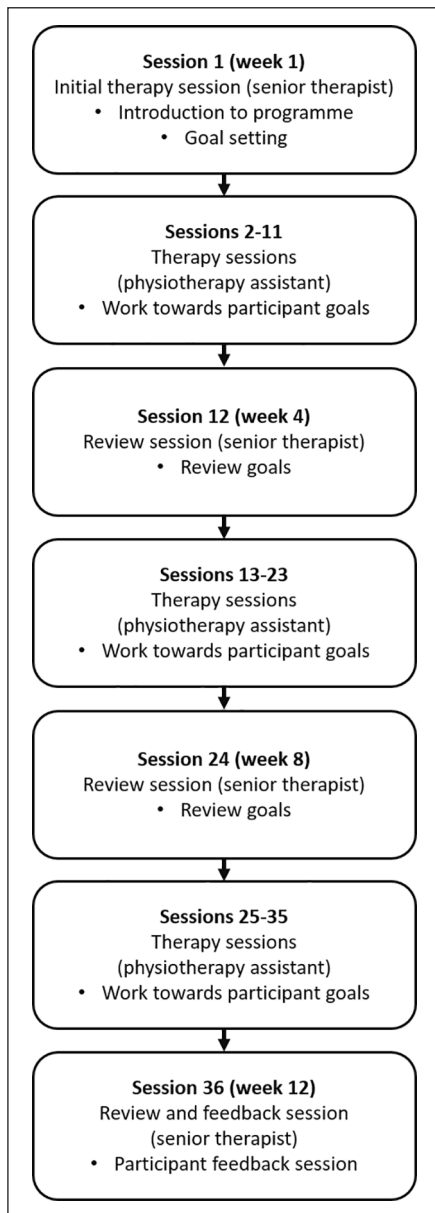 Session 1 (week 1)
Initial therapy session (senior therapist)
• Introduction to programme
• Goal setting
Sessions 2-11
Therapy sessions
(physiotherapy assistant)
• Work towards participant goals
Session 12 (week 4)
Review session (senior therapist)
• Review goals
Sessions 13-23
Therapy sessions
(physiotherapy assistant)
• Work towards participant goals
Session 24 (week 8)
Review session (senior therapist)
• Review goals
Sessions 25-35
Therapy sessions
(physiotherapy assistant)
• Work towards participant goals
Session 36 (week 12)
Review and feedback session
(senior therapist)
• Participant feedback session